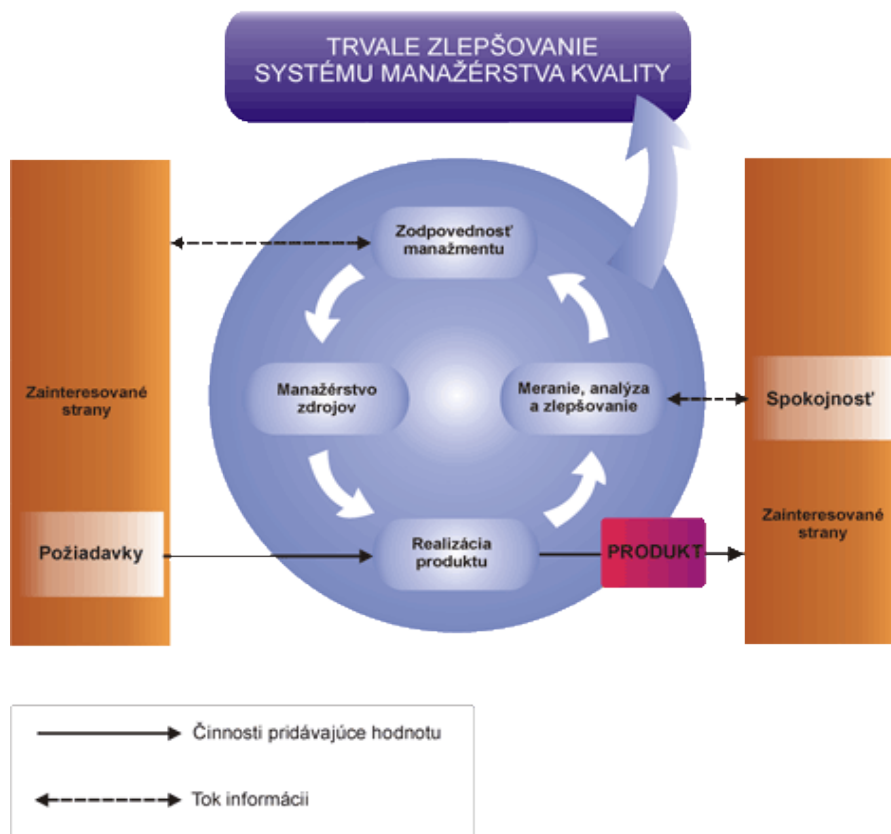 TRVALE ZLEPŠOVANIE
SYSTÉMU MANAŽÉRSTVA KVALITY
Zodpovednosť
manažmentu
Zainteresované
strany
Manažérstvo
zdrojov
Meranie, analýza
a zlepšovanie
Spokojnosť
Požiadavky
Realizácia
produktu
PRODUKT
Zainteresované
strany
Činnosti pridávajúce hodnotu
Tok informácii